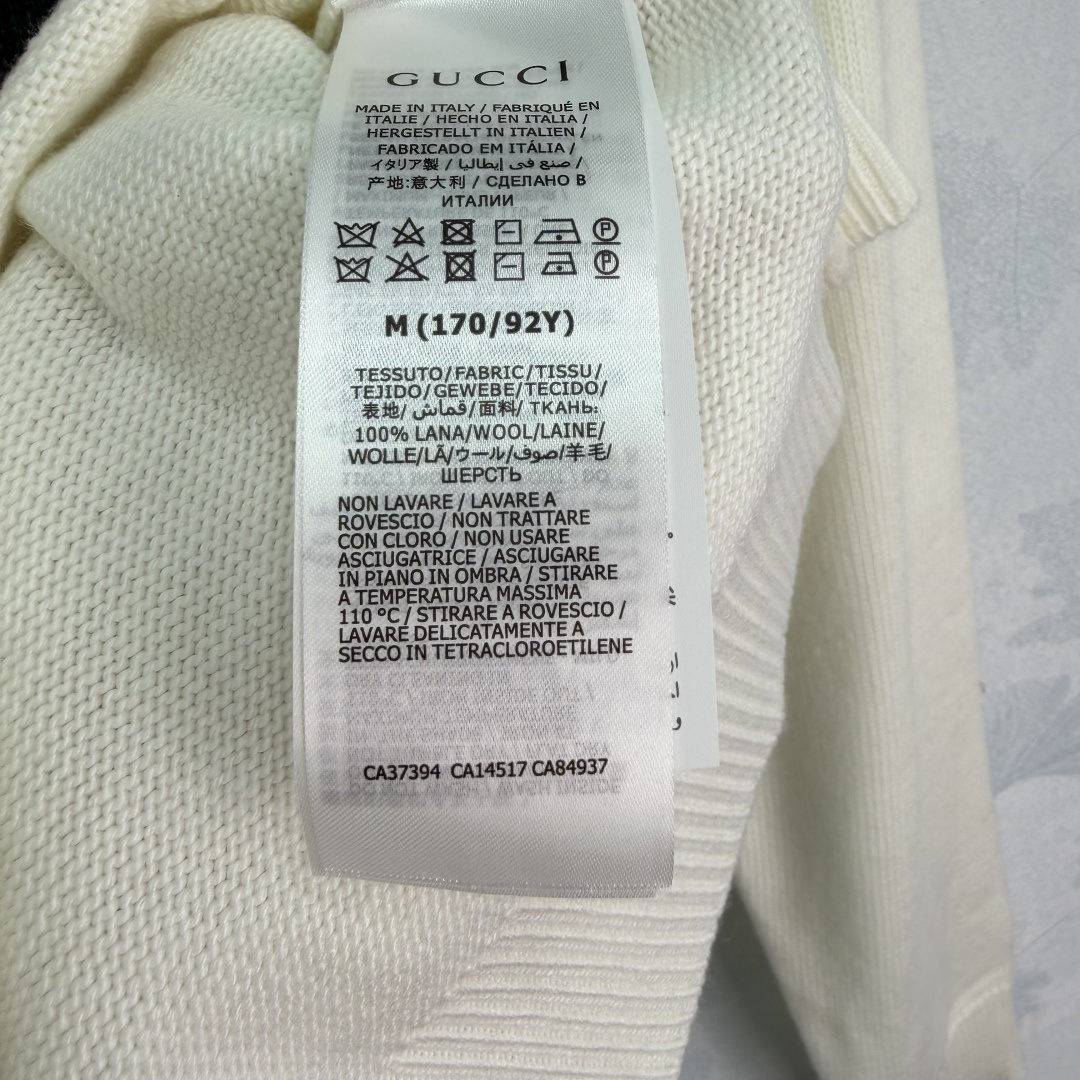 GUCCI
MADE IN ITALY / FABRIQUÉ EN
ITALIE / HECHO EN ITALIA /
HERGESTELLT IN ITALIEN /
FABRICADO EM ITÁLIA /
イタリア製 / صنع في إيطاليا /
产地:意大利 / СДЕЛАНО В
ИТАЛИИ
M (170/92Y)
TESSUTO/FABRIC/TISSU/
TEJIDO/GEWEBE/TECIDO/
表地/ قماش/面料/ ТКАНЬ:
100% LANA/WOOL/LAINE/
WOLLE/LÃ/ウール/صوف/羊毛/
ШЕРСТЬ
NON LAVARE / LAVARE A
ROVESCIO / NON TRATTARE
CON CLORO / NON USARE
ASCIUGATRICE / ASCIUGARE
IN PIANO IN OMBRA / STIRARE
A TEMPERATURA MASSIMA
110 °C / STIRARE A ROVESCIO /
LAVARE DELICATAMENTE A
SECCO IN TETRACLOROETILENE
CA37394 CA14517 CA84937